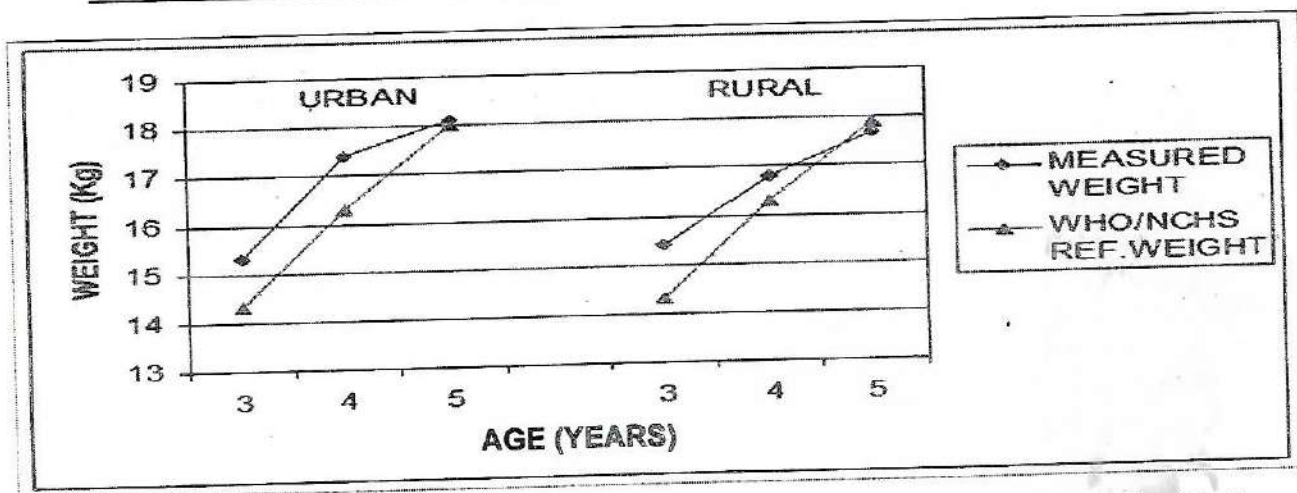 19
18
17
16
15
14
13
WEIGHT (Kg)
URBAN
RURAL
3
4
5
3
4
5
AGE (YEARS)
MEASURED
WEIGHT
WHO/NCHS
REF.WEIGHT